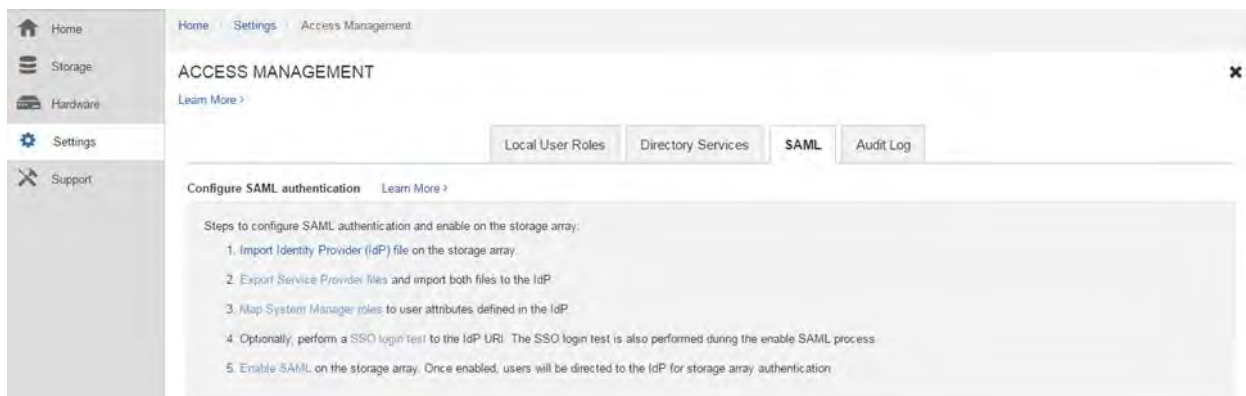 Home
Home Settings Access Management
Storage
ACCESS MANAGEMENT
Hardware
Learn More >
Settings
Local User Roles Directory Services SAML Audit Log
Support
Configure SAML authentication Learn More >
Steps to configure SAML authentication and enable on the storage array:
1. Import Identity Provider (IdP) file on the storage array.
2. Export Service Provider files and import both files to the IdP.
3. Map System Manager roles to user attributes defined in the IdP.
4. Optionally, perform a SSO login test to the IdP URI. The SSO login test is also performed during the enable SAML process.
5. Enable SAML on the storage array. Once enabled, users will be directed to the IdP for storage array authentication.